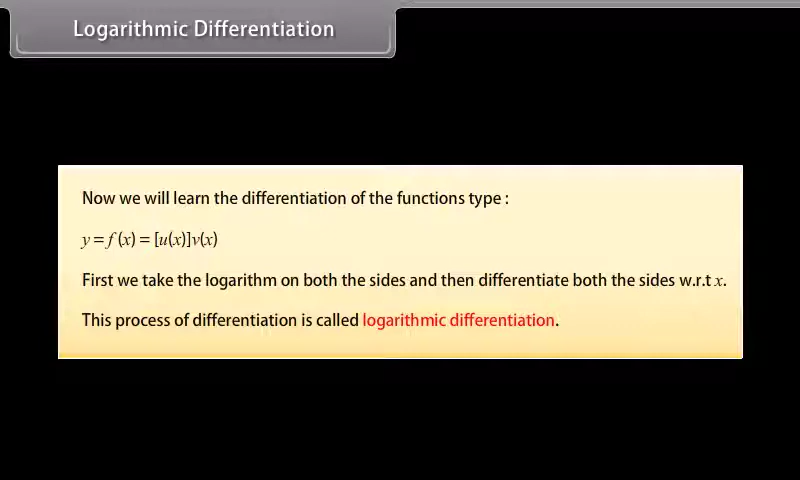 Logarithmic Differentiation
Now we will learn the differentiation of the functions type :
y = f (x) = [u(x)]v(x)
First we take the logarithm on both the sides and then differentiate both the sides w.r.t x.
This process of differentiation is called logarithmic differentiation.